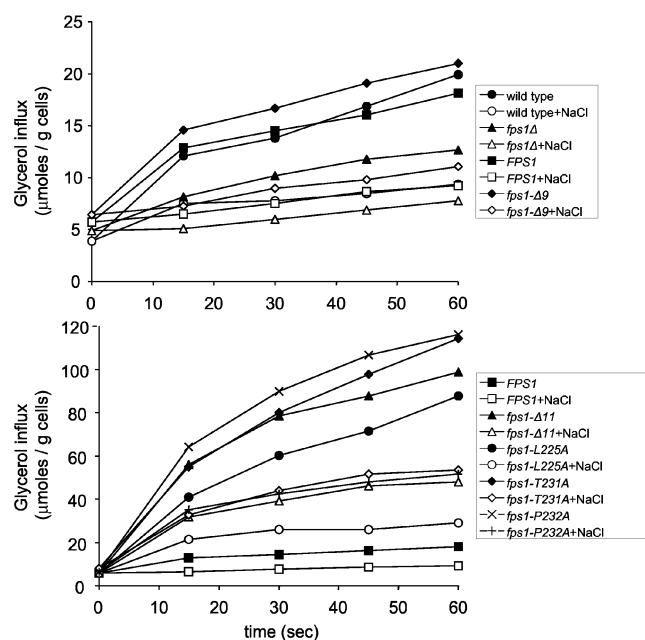 25
20
15
10
5
0
Glycerol influx
(μmoles / g cells)
0 10 20 30 40 50 60
wild type
wild type+NaCl
fps1Δ
fps1Δ+NaCl
FPS1
FPS1+NaCl
fps1-Δ9
fps1-Δ9+NaCl
120
100
80
60
40
20
0
Glycerol influx
(μmoles / g cells)
0 10 20 30 40 50 60
time (sec)
FPS1
FPS1+NaCl
fps1-Δ11
fps1-Δ11+NaCl
fps1-L225A
fps1-L225A+NaCl
fps1-T231A
fps1-T231A+NaCl
fps1-P232A
fps1-P232A+NaCl